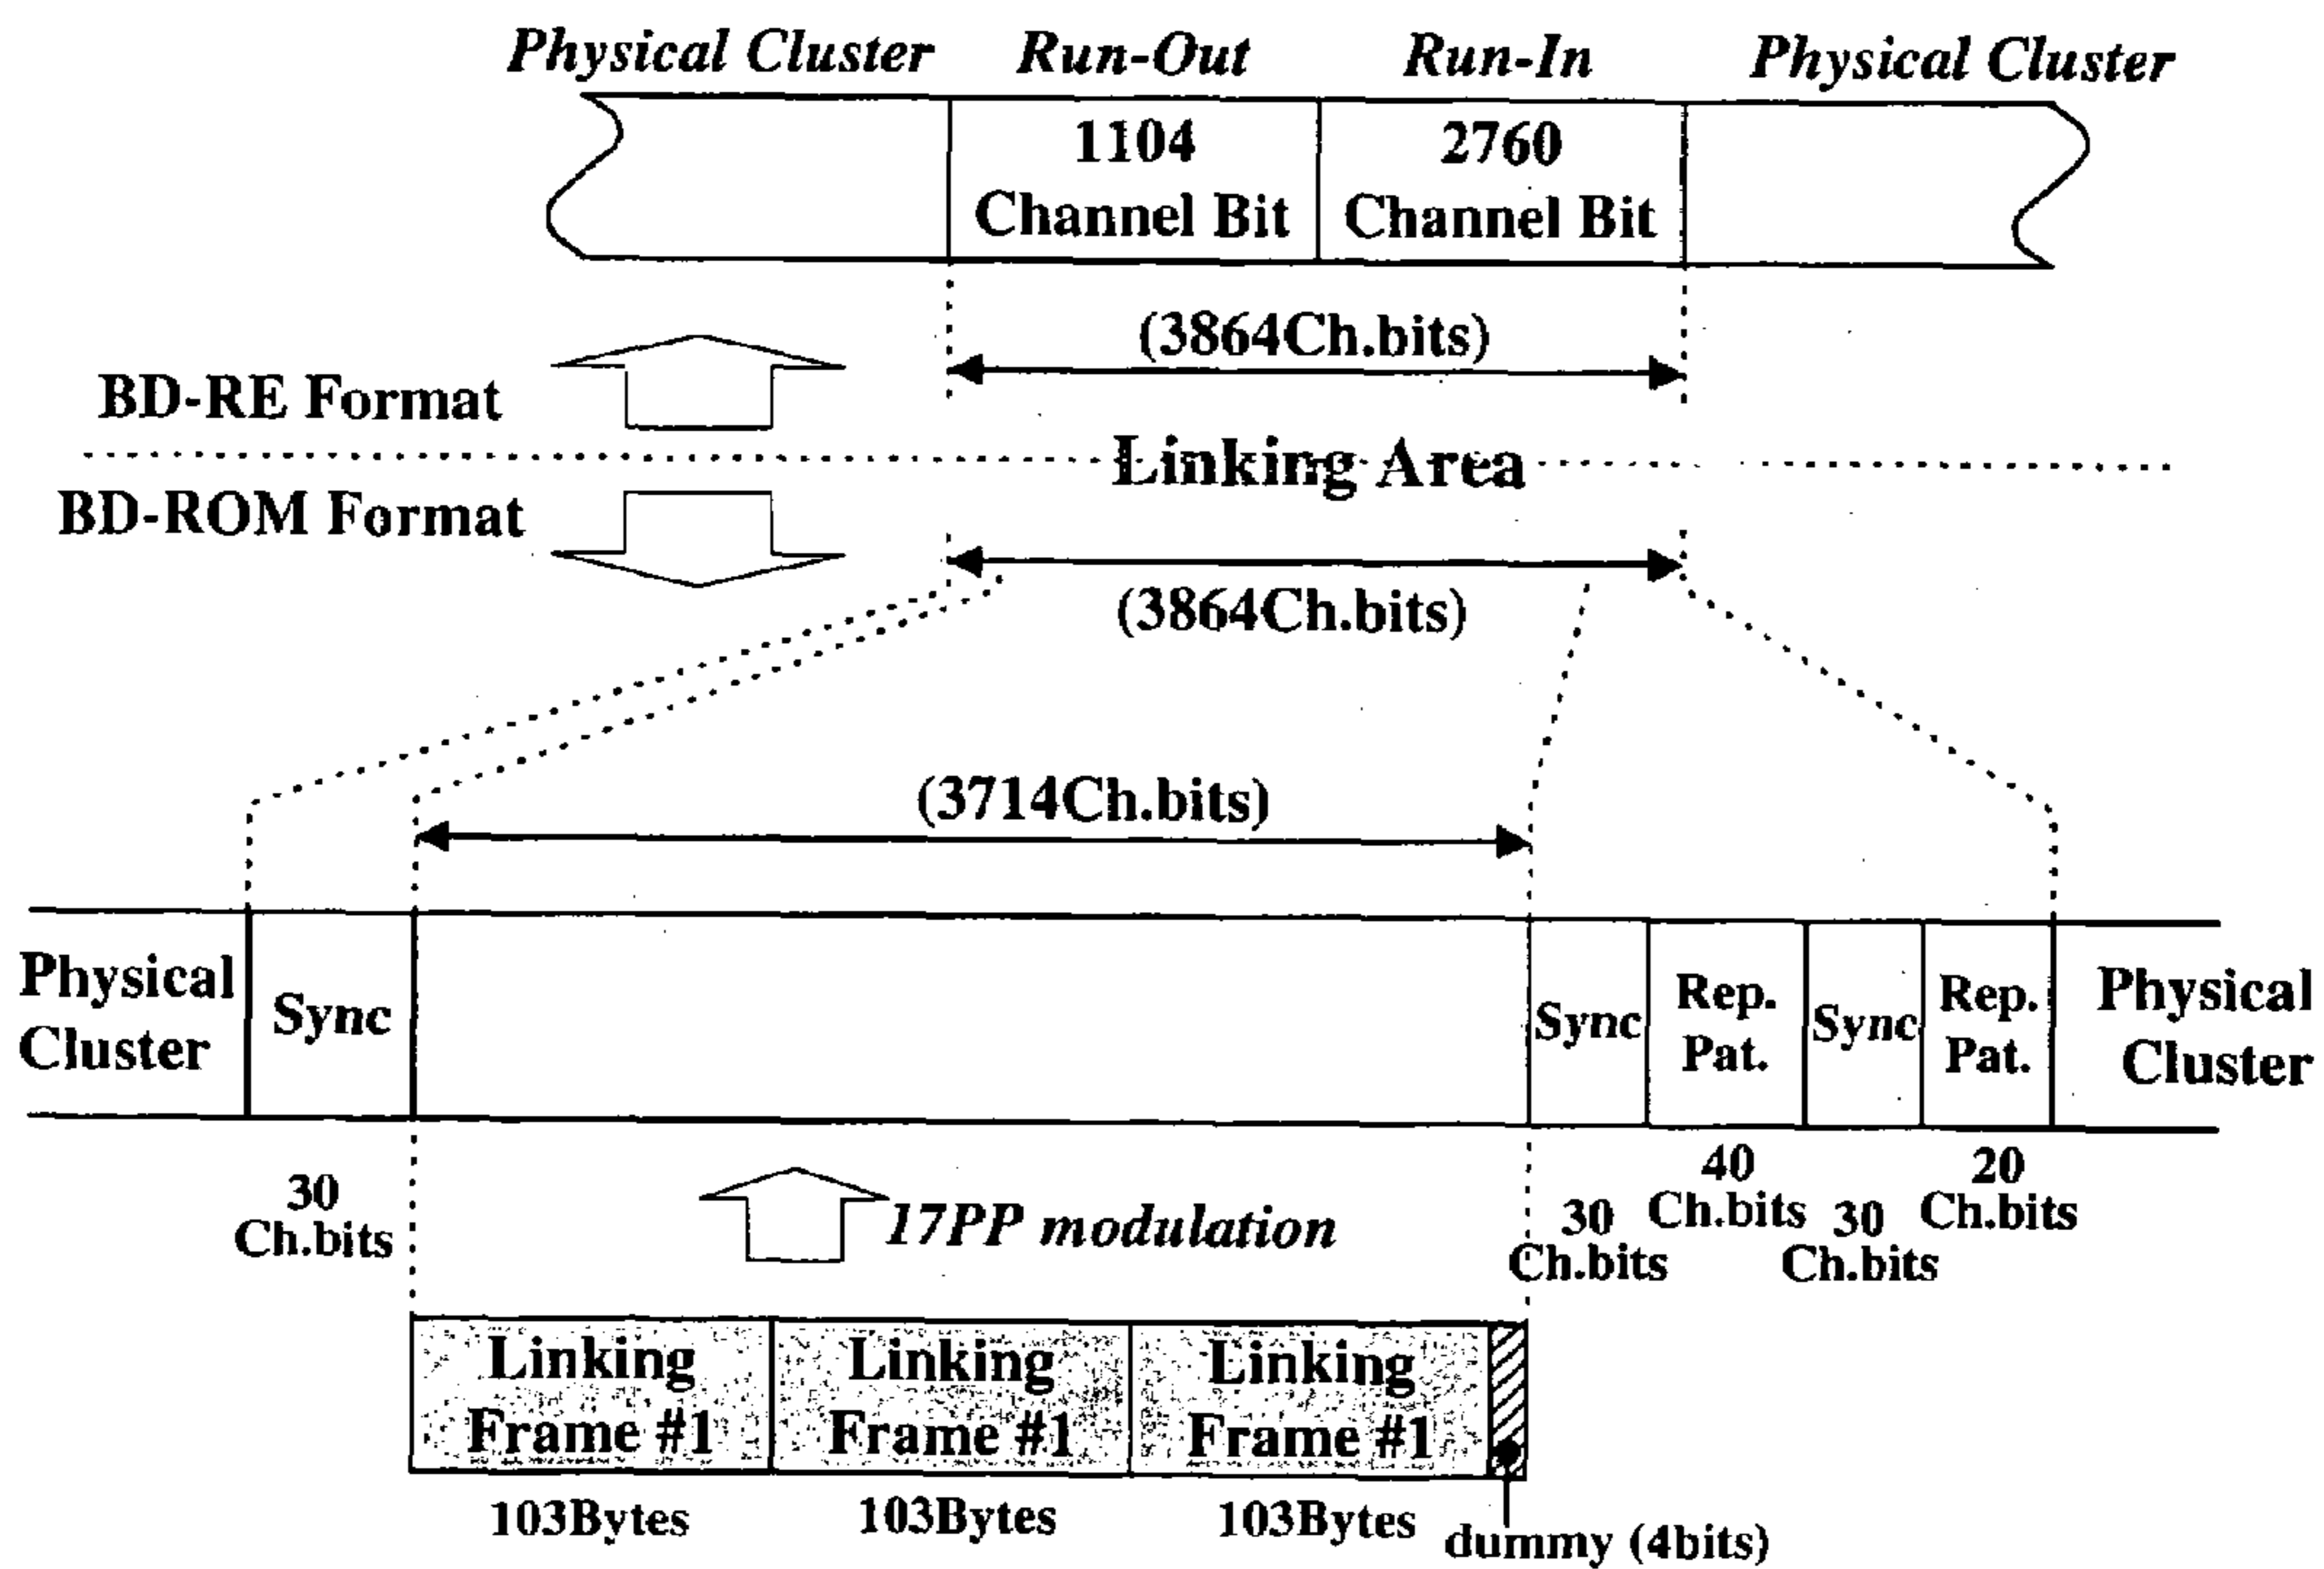 Physical Cluster Run-Out Run-In Physical Cluster
1104 2760
Channel Bit Channel Bit
(3864Ch.bits)
BD-RE Format
Linking Area
BD-ROM Format
(3864Ch.bits)
(3714Ch.bits)
Physical
Cluster
Sync
Sync
Rep.
Pat.
Sync
Rep.
Pat.
Physical
Cluster
30
Ch.bits
17PP modulation
30
Ch.bits
40
Ch.bits
30
Ch.bits
20
Ch.bits
Linking
Frame #1
Linking
Frame #1
Linking
Frame #1
103Bytes 103Bytes 103Bytes
dummy (4bits)